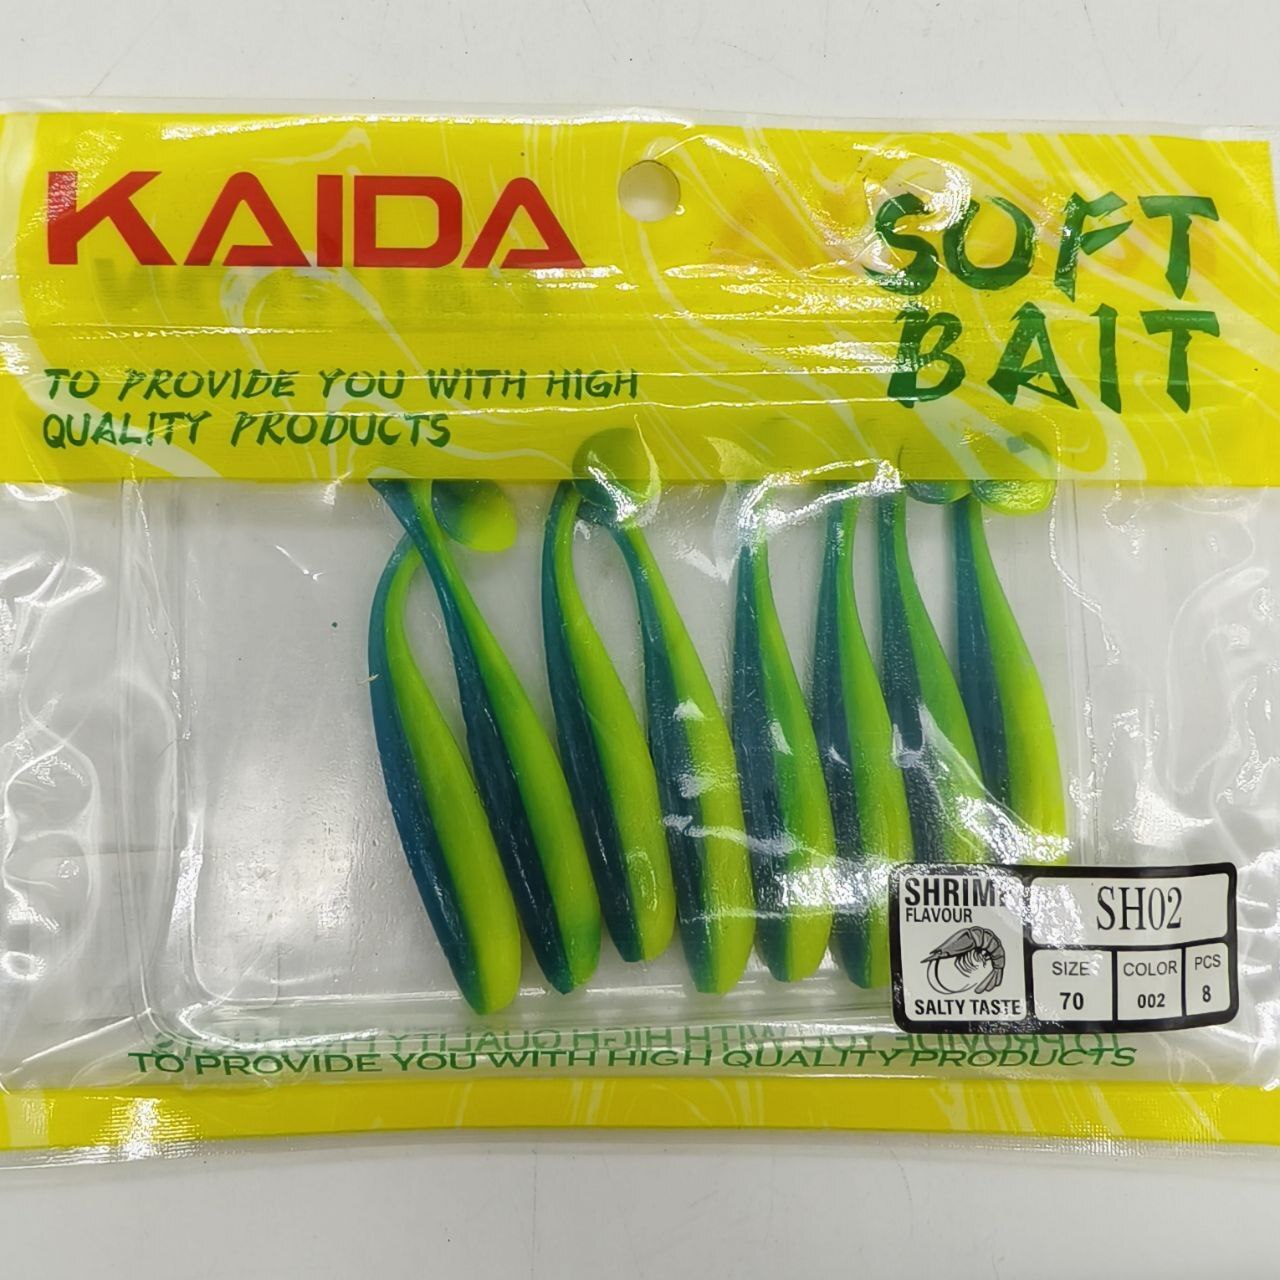 KAIDA
SOFT
BAIT
TO PROVIDE YOU WITH HIGH
QUALITY PRODUCTS
SHRIMP
FLAVOUR
SALTY TASTE
SH02
SIZE
70
COLOR
002
PCS
8
TO PROVIDE YOU WITH HIGH QUALITY PRODUCTS